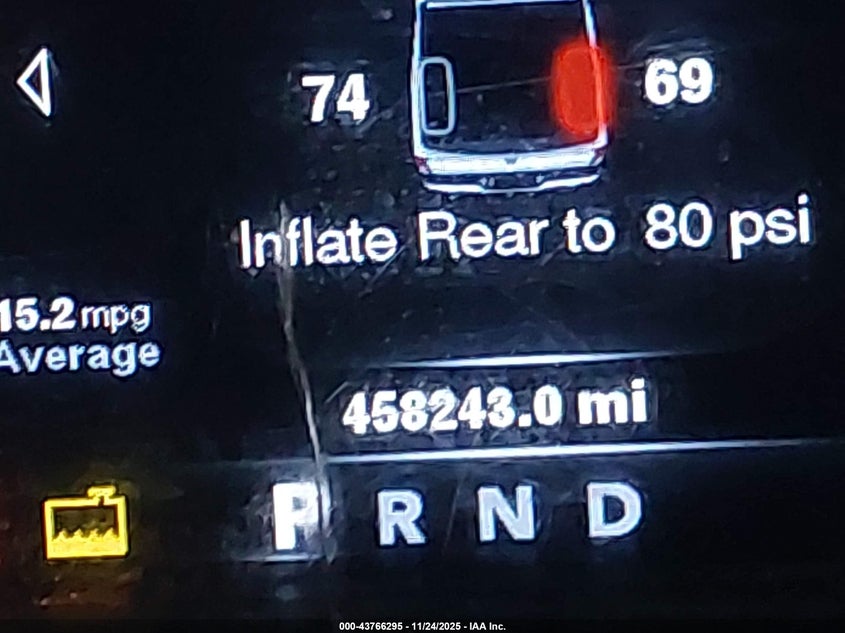 74 69
Inflate Rear to 80 psi
15.2 mpg
Average
458243.0 mi
P R N D
000-43766295 - 11/24/2025 - IAA Inc.